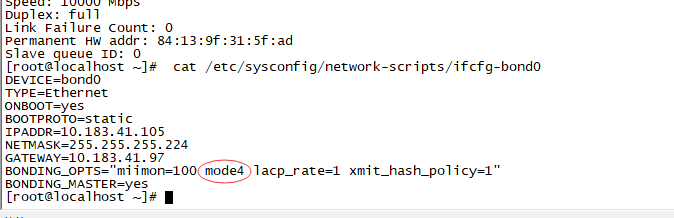 Speed: 10000 Mbps
Duplex: full
Link Failure Count: 0
Permanent HW addr: 84:13:9f:31:5f:ad
Slave queue ID: 0
[root@localhost ~]#  cat /etc/sysconfig/network-scripts/ifcfg-bond0
DEVICE=bond0
TYPE=Ethernet
ONBOOT=yes
BOOTPROTO=static
IPADDR=10.183.41.105
NETMASK=255.255.255.224
GATEWAY=10.183.41.97
BONDING_OPTS="miimon=100 mode4 lacp_rate=1 xmit_hash_policy=1"
BONDING_MASTER=yes
[root@localhost ~]#